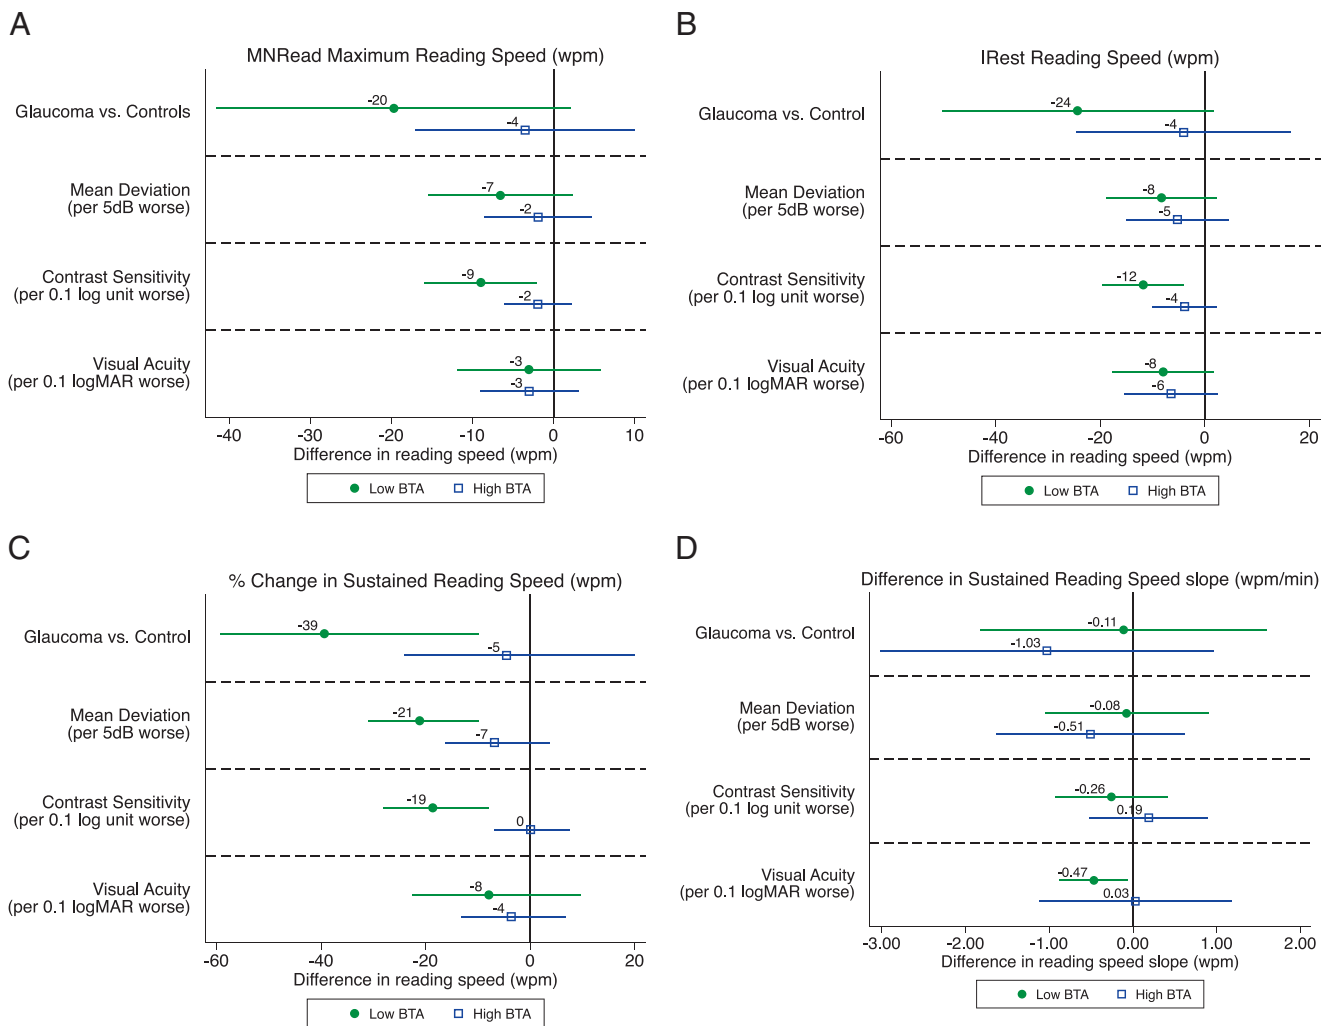 A
MNRead Maximum Reading Speed (wpm)
Glaucoma vs. Controls
-20
-4
Mean Deviation
(per 5dB worse)
-7
-2
Contrast Sensitivity
(per 0.1 log unit worse)
-9
-2
Visual Acuity
(per 0.1 logMAR worse)
-3
-3
-40 -30 -20 -10 0 10
Difference in reading speed (wpm)
Low BTA High BTA
B
IRest Reading Speed (wpm)
Glaucoma vs. Control
-24
-4
Mean Deviation
(per 5dB worse)
-8
-5
Contrast Sensitivity
(per 0.1 log unit worse)
-12
-4
Visual Acuity
(per 0.1 logMAR worse)
-8
-6
-60 -40 -20 0 20
Difference in reading speed (wpm)
Low BTA High BTA
C
% Change in Sustained Reading Speed (wpm)
Glaucoma vs. Control
-39
-5
Mean Deviation
(per 5dB worse)
-21
-7
Contrast Sensitivity
(per 0.1 log unit worse)
-19
0
Visual Acuity
(per 0.1 logMAR worse)
-8
-4
-60 -40 -20 0 20
Difference in reading speed (wpm)
Low BTA High BTA
D
Difference in Sustained Reading Speed slope (wpm/min)
Glaucoma vs. Control
-0.11
-1.03
Mean Deviation
(per 5dB worse)
-0.08
-0.51
Contrast Sensitivity
(per 0.1 log unit worse)
-0.26
0.19
Visual Acuity
(per 0.1 logMAR worse)
-0.47
0.03
-3.00 -2.00 -1.00 0.00 1.00 2.00
Difference in reading speed slope (wpm)
Low BTA High BTA